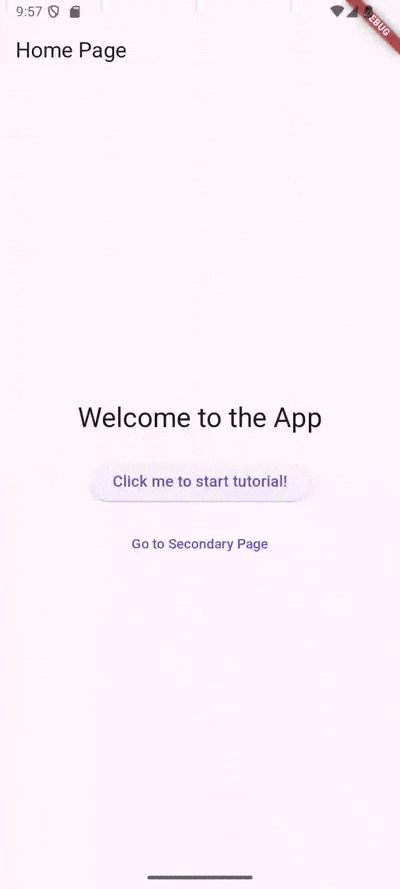 9:57
DEBUG
Home Page
Welcome to the App
Click me to start tutorial!
Go to Secondary Page